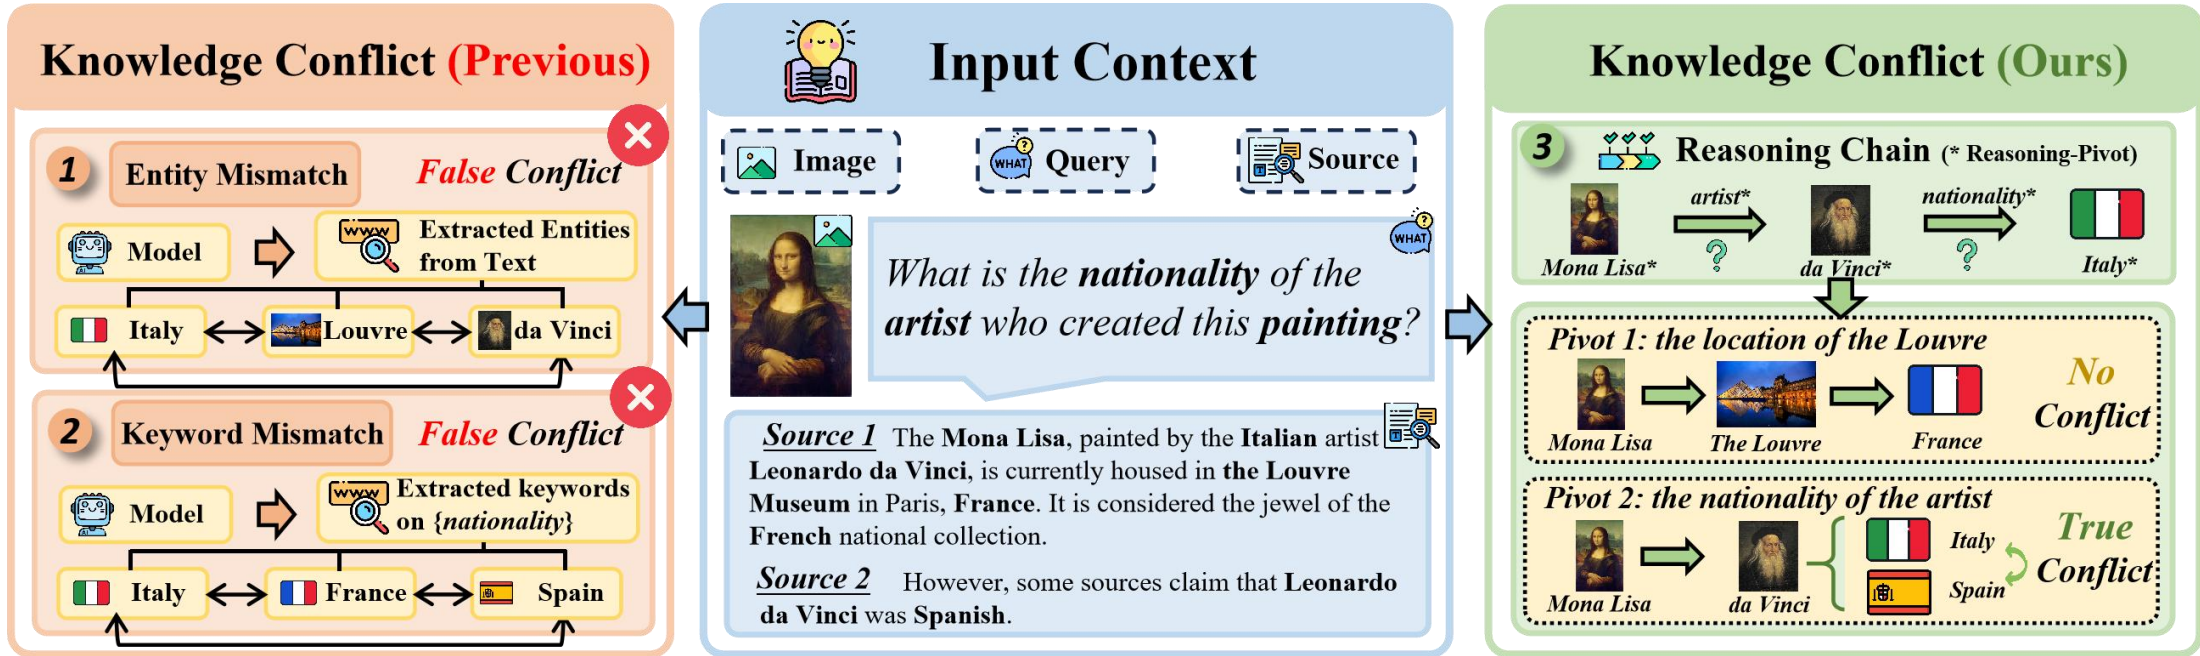 Knowledge Conflict (Previous)
1
Entity Mismatch
False Conflict
Model
WWW
Extracted Entities
from Text
Italy
Louvre
da Vinci
2
Keyword Mismatch
False Conflict
Model
WWW
Extracted keywords
on {nationality}
Italy
France
Spain
Input Context
Image
WHAT
Query
Source
WHAT
What is the nationality of the
artist who created this painting?
Source 1 The Mona Lisa, painted by the Italian artist
Leonardo da Vinci, is currently housed in the Louvre
Museum in Paris, France. It is considered the jewel of the
French national collection.
Source 2 However, some sources claim that Leonardo
da Vinci was Spanish.
Knowledge Conflict (Ours)
3
Reasoning Chain (* Reasoning-Pivot)
artist*
nationality*
?
?
Mona Lisa*
da Vinci*
Italy*
Pivot 1: the location of the Louvre
No
Conflict
Mona Lisa
The Louvre
France
Pivot 2: the nationality of the artist
True
Conflict
Italy
Spain
Mona Lisa
da Vinci